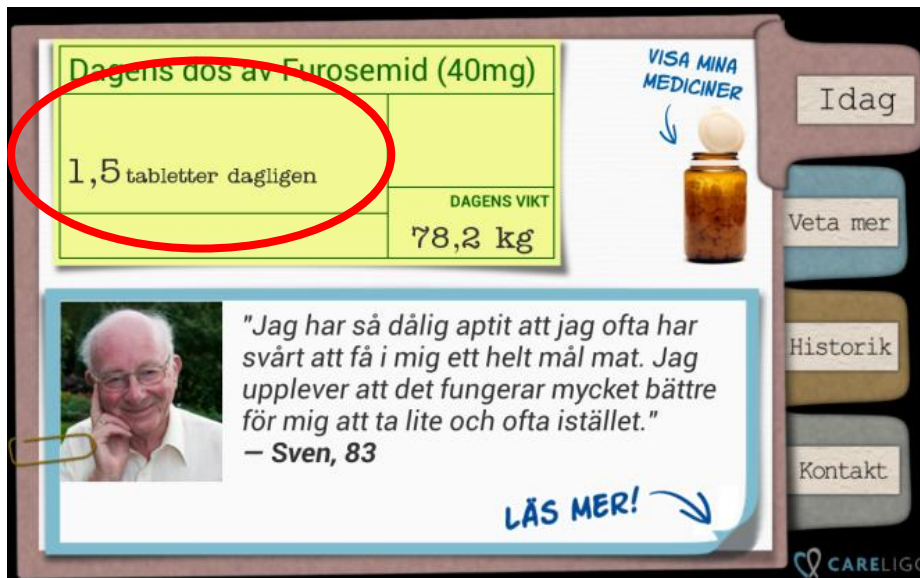 Dagens dos av Furosemid (40mg)
1,5 tabletter dagligen
DAGENS VIKT
78,2 kg
VISA MINA
MEDICINER
"Jag har så dålig aptit att jag ofta har
svårt att få i mig ett helt mål mat. Jag
upplever att det fungerar mycket bättre
för mig att ta lite och ofta istället."
— Sven, 83
LÄS MER!
Idag
Veta mer
Historik
Kontakt
CARELIGO